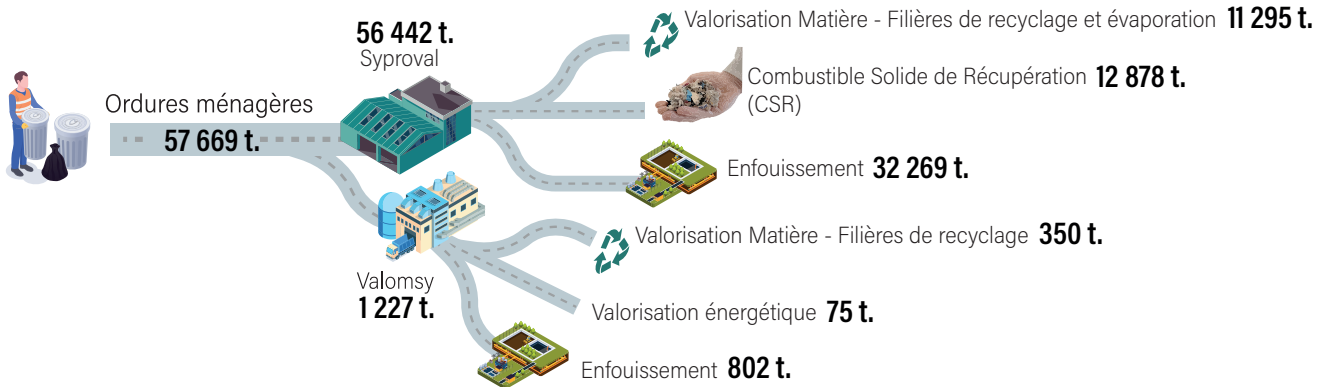 Valorisation Matière - Filières de recyclage et évaporation 11 295 t.
56 442 t.
Syproval
Combustible Solide de Récupération 12 878 t.
(CSR)
Ordures ménagères
57 669 t.
Enfouissement 32 269 t.
Valorisation Matière - Filières de recyclage 350 t.
Valomsy
1 227 t.
Valorisation énergétique 75 t.
Enfouissement 802 t.